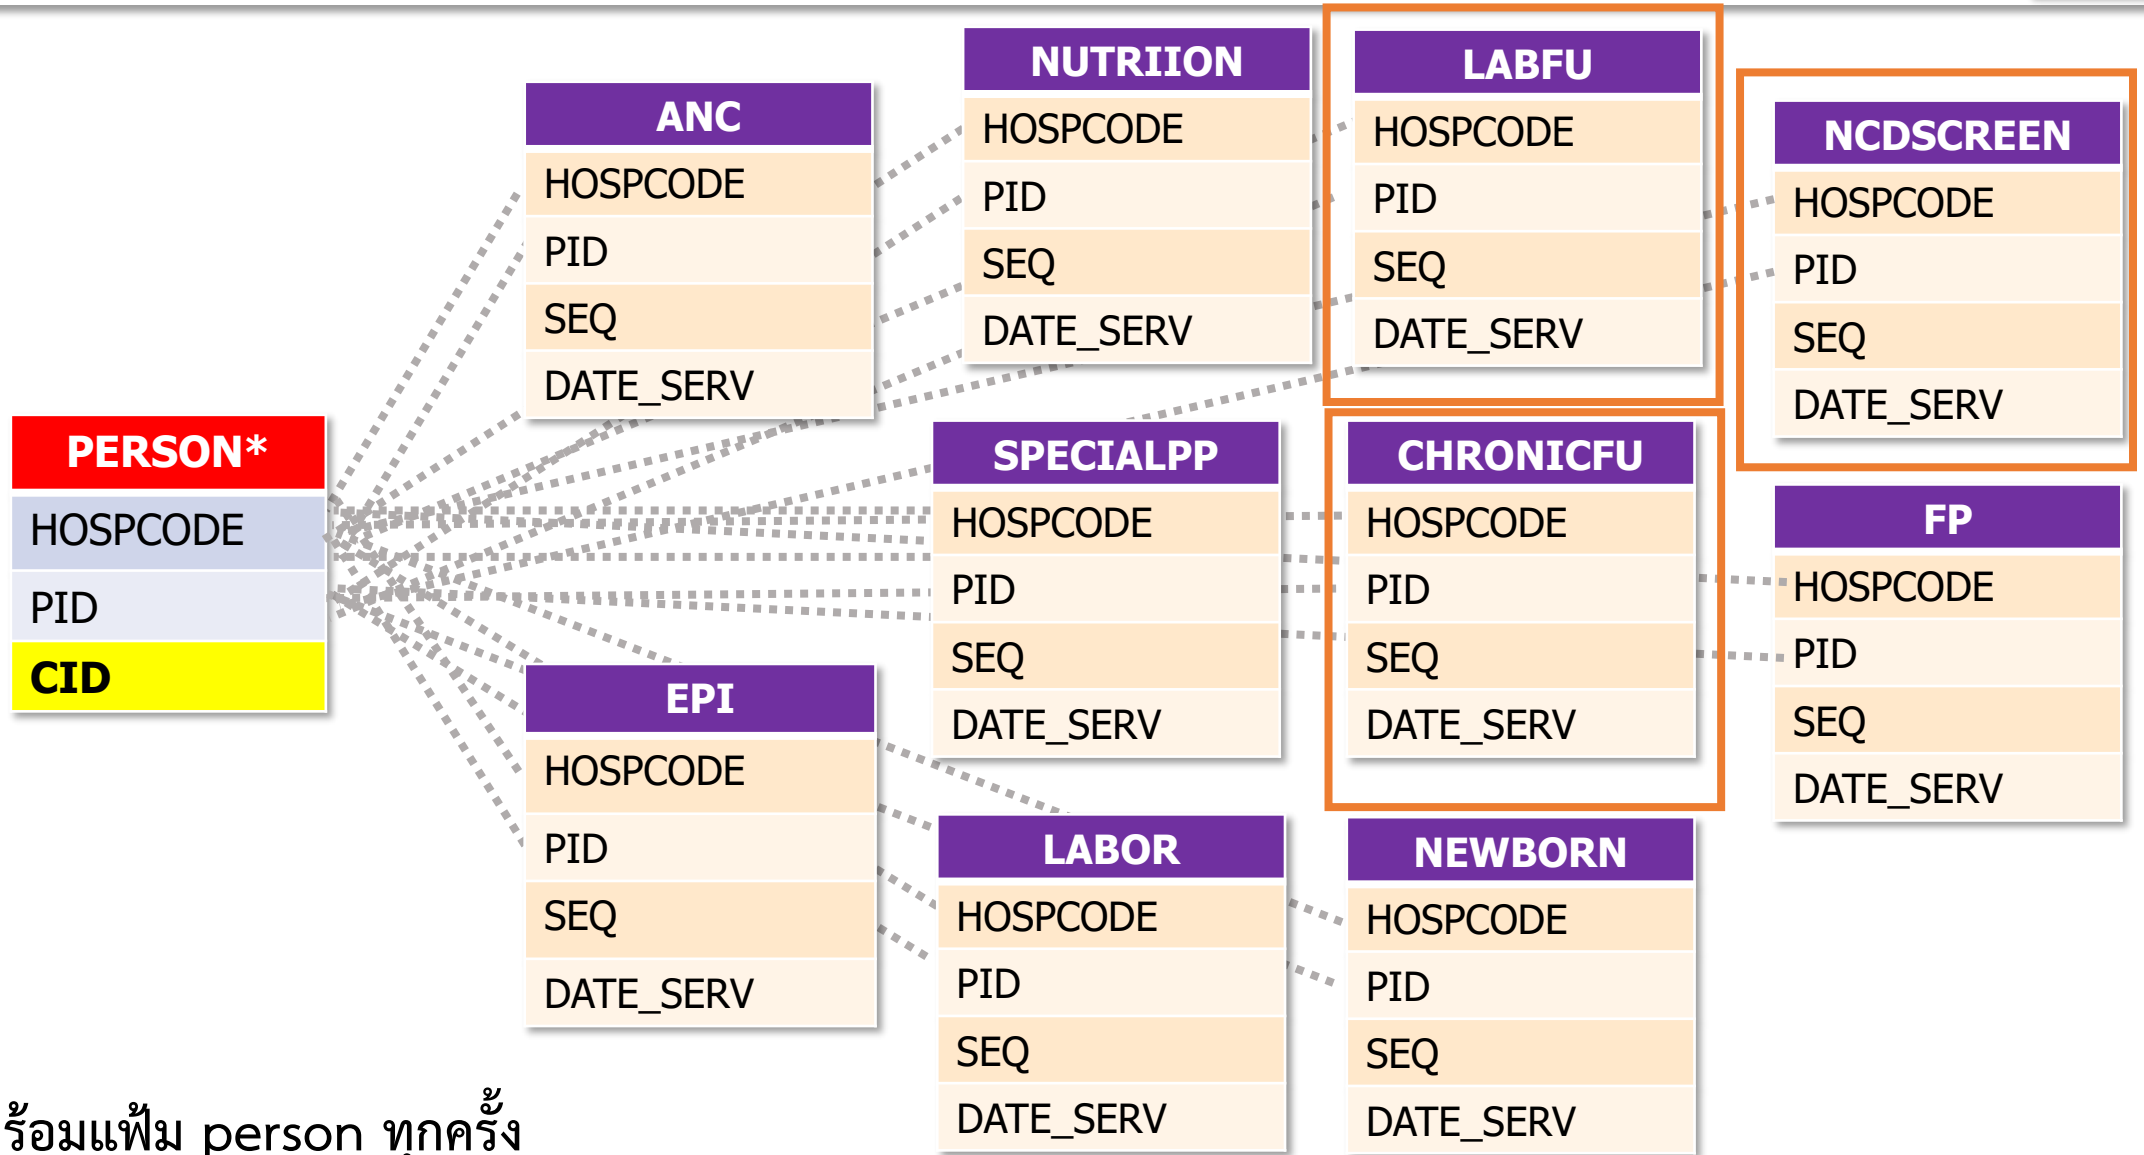 PERSON*
HOSPCODE
PID
CID
ANC
HOSPCODE
PID
SEQ
DATE_SERV
NUTRIION
HOSPCODE
PID
SEQ
DATE_SERV
LABFU
HOSPCODE
PID
SEQ
DATE_SERV
NCDSCREEN
HOSPCODE
PID
SEQ
DATE_SERV
SPECIALPP
HOSPCODE
PID
SEQ
DATE_SERV
CHRONICFU
HOSPCODE
PID
SEQ
DATE_SERV
FP
HOSPCODE
PID
SEQ
DATE_SERV
EPI
HOSPCODE
PID
SEQ
DATE_SERV
LABOR
HOSPCODE
PID
SEQ
DATE_SERV
NEWBORN
HOSPCODE
PID
SEQ
DATE_SERV
ร้อมแฟ้ม person ทุกครั้ง